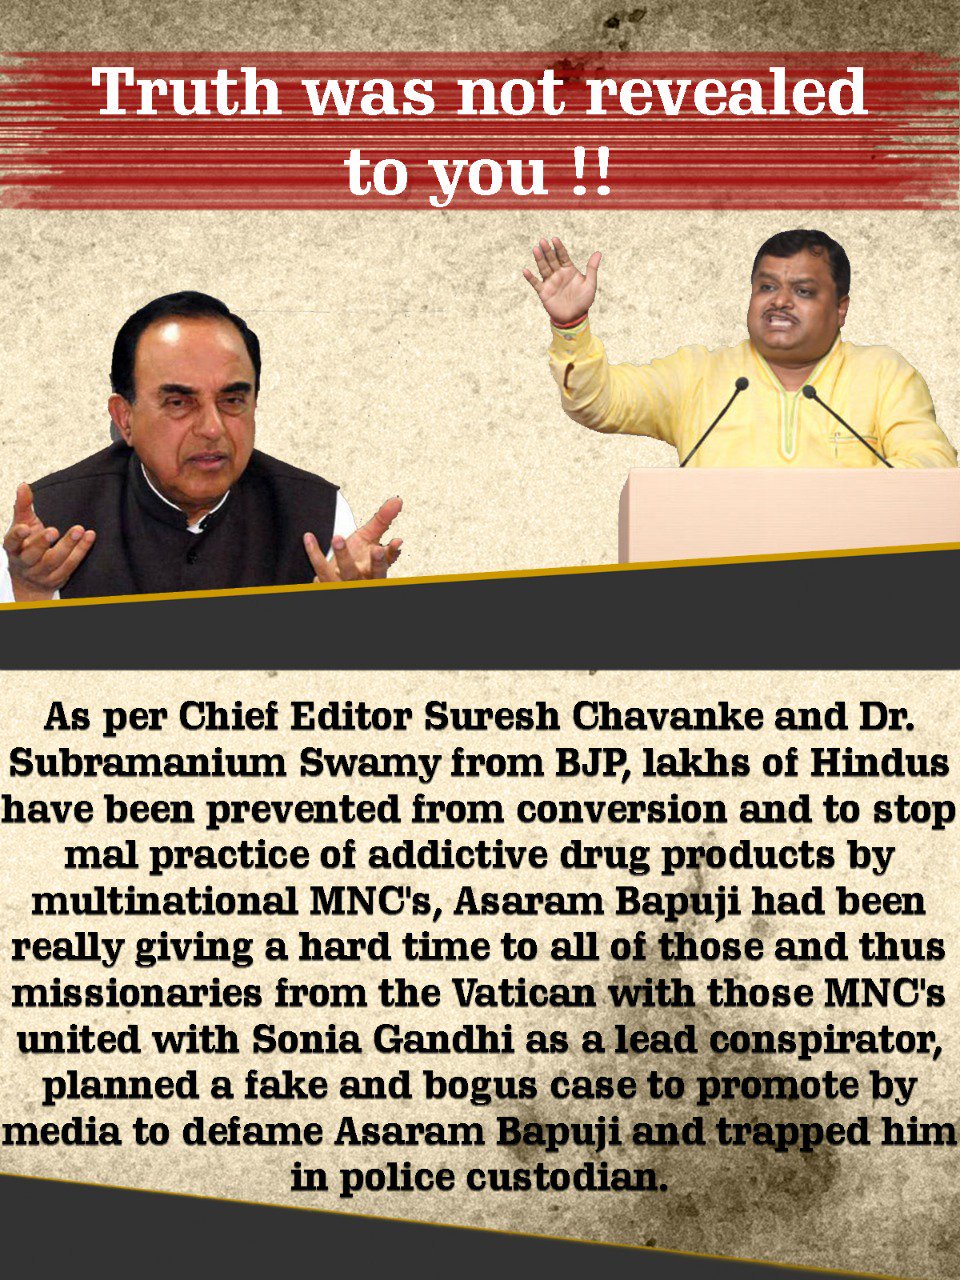 Truth was not revealed
to you !!
As per Chief Editor Suresh Chavanke and Dr.
Subramanium Swamy from BJP, lakhs of Hindus
have been prevented from conversion and to stop
mal practice of addictive drug products by
multinational MNC's, Asaram Bapuji had been
really giving a hard time to all of those and thus
missionaries from the Vatican with those MNC's
united with Sonia Gandhi as a lead conspirator,
planned a fake and bogus case to promote by
media to defame Asaram Bapuji and trapped him
in police custodian.